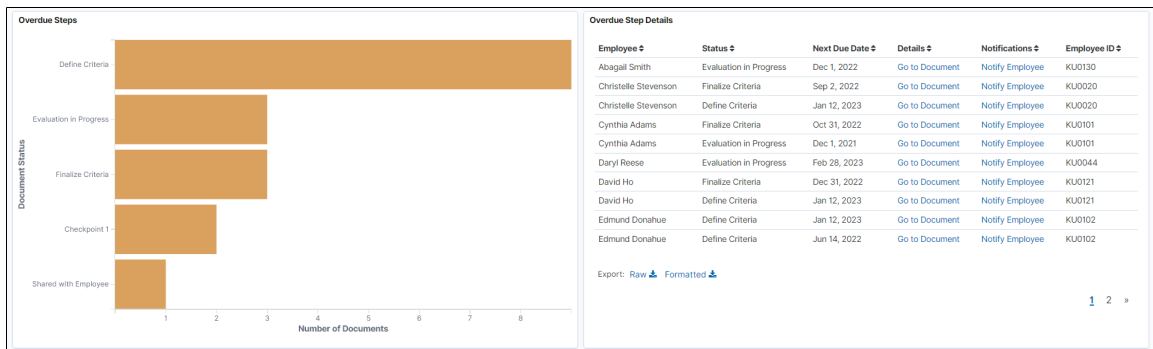 Overdue Steps
Define Criteria
Evaluation in Progress
Finalize Criteria
Checkpoint 1
Shared with Employee
Document Status
1 2 3 4 5 6 7 8
Number of Documents
Overdue Step Details
Employee Status Next Due Date Details Notifications Employee ID
Abagail Smith Evaluation in Progress Dec 1, 2022 Go to Document Notify Employee KU0130
Christelle Stevenson Finalize Criteria Sep 2, 2022 Go to Document Notify Employee KU0020
Christelle Stevenson Define Criteria Jan 12, 2023 Go to Document Notify Employee KU0020
Cynthia Adams Finalize Criteria Oct 31, 2022 Go to Document Notify Employee KU0101
Cynthia Adams Evaluation in Progress Dec 1, 2021 Go to Document Notify Employee KU0101
Daryl Reese Evaluation in Progress Feb 28, 2023 Go to Document Notify Employee KU0044
David Ho Finalize Criteria Dec 31, 2022 Go to Document Notify Employee KU0121
David Ho Define Criteria Jan 12, 2023 Go to Document Notify Employee KU0121
Edmund Donahue Define Criteria Jan 12, 2023 Go to Document Notify Employee KU0102
Edmund Donahue Define Criteria Jun 14, 2022 Go to Document Notify Employee KU0102
Export: Raw Formatted
1 2 »